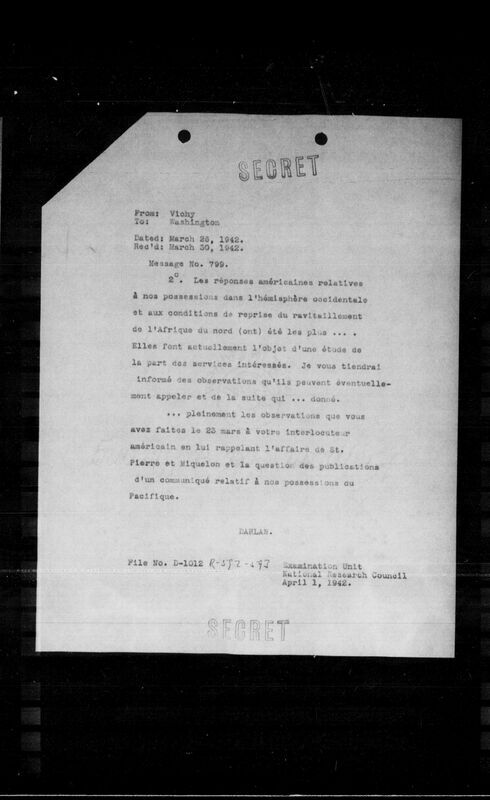 SECRET
From: Vichy
To: Washington
Dated: March 26, 1942.
Rec'd: March 30, 1942.
Message No. 799.
2°. Les réponses américaines relatives
à nos possessions dans l'hémisphère occidentale
et aux conditions de reprise du ravitaillement
de l'Afrique du nord (ont) été les plus ... .
Elles font actuellement l'objet d'une étude de
la part des services intéressés. Je vous tiendrai
informé des observations qu'ils peuvent éventuelle-
ment appeler et de la suite qui ... donné.
... pleinement les observations que vous
avez faites le 23 mars à votre interlocuteur
américain en lui rappelant l'affaire de St.
Pierre et Miquelon et la question des publications
d'un communiqué relatif à nos possessions du
Pacifique.
DARLAN.
File No. D-1012
Examination Unit
National Research Council
April 1, 1942.
SECRET